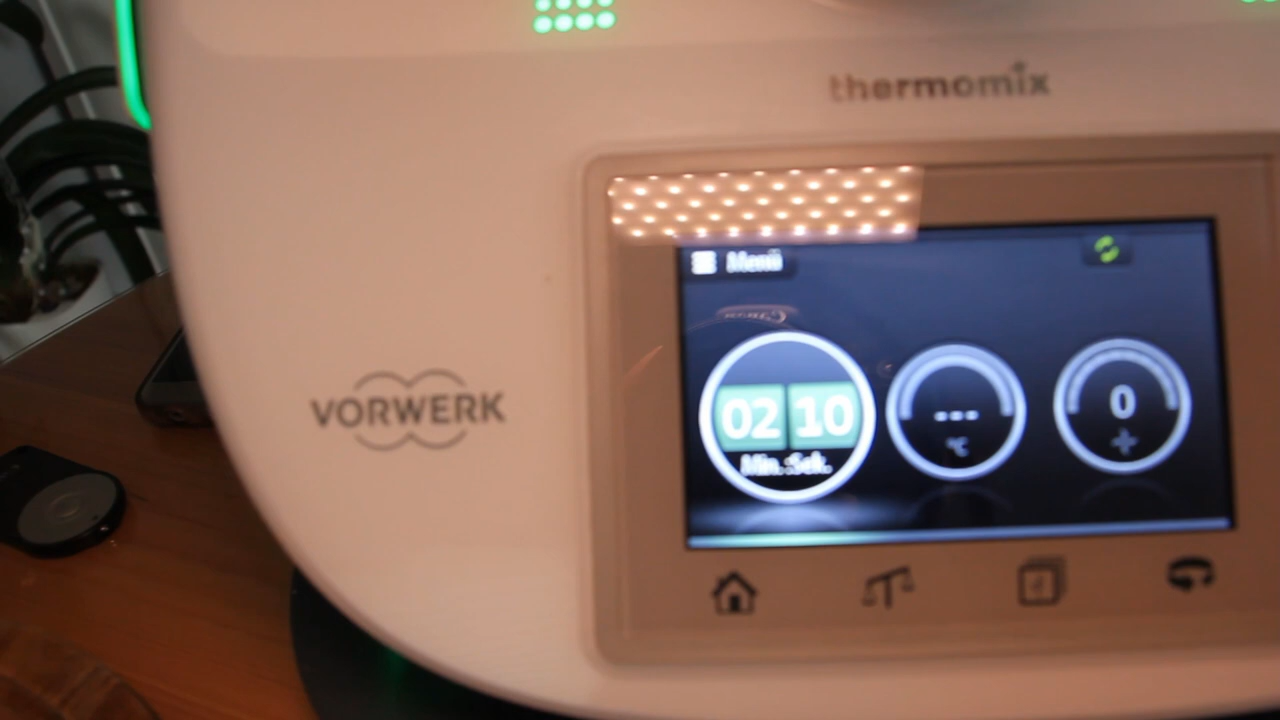 thermomix
Menü
VORWERK
02 10
Min.:Sek.
---
°C
0